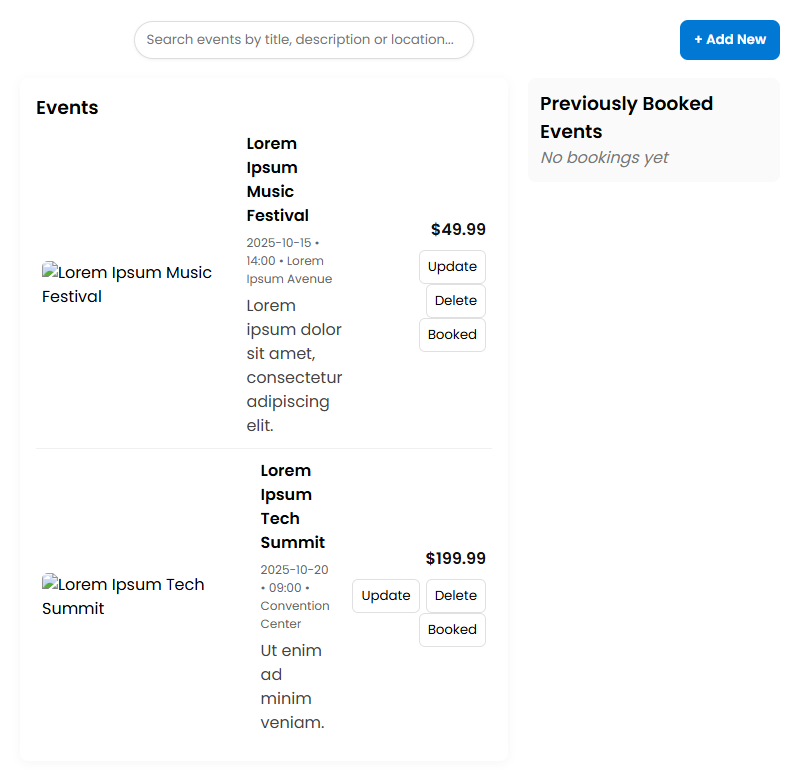 Search events by title, description or location...
+ Add New
Events
Lorem
Ipsum
Music
Festival
2025-10-15 •
14:00 • Lorem
Ipsum Avenue
Lorem
ipsum dolor
sit amet,
consectetur
adipiscing
elit.
Lorem Ipsum Music
Festival
$49.99
Update
Delete
Booked
Lorem
Ipsum
Tech
Summit
2025-10-20
• 09:00 •
Convention
Center
Ut enim
ad
minim
veniam.
Lorem Ipsum Tech
Summit
$199.99
Update Delete
Booked
Previously Booked
Events
No bookings yet